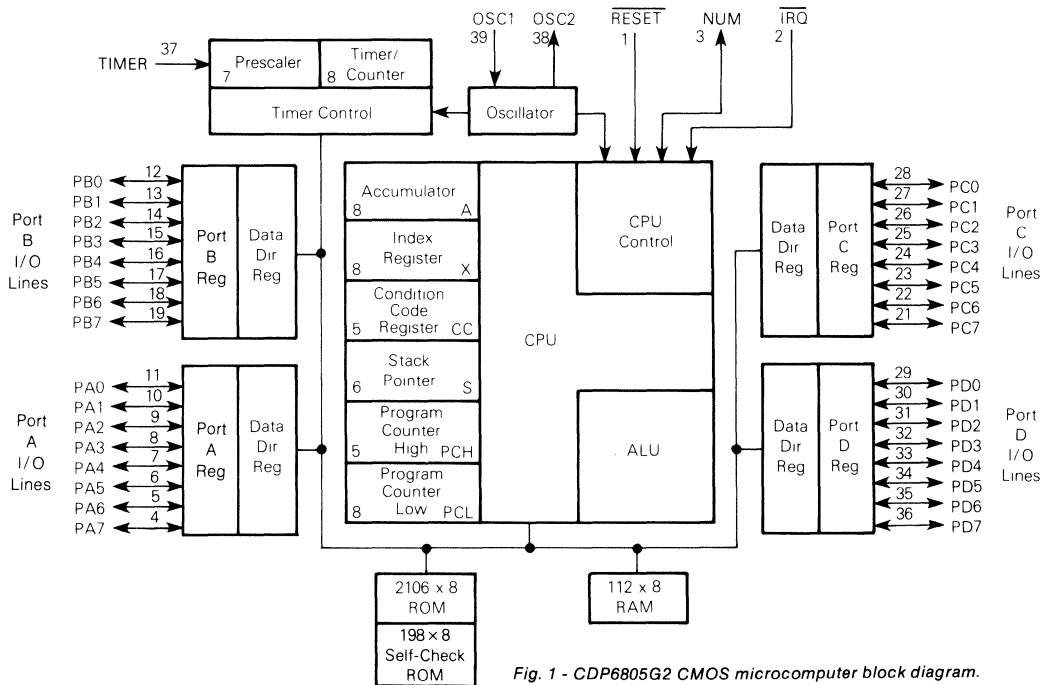 OSC1 OSC2 RESET NUM IRQ
39 38 1 3 2
TIMER 37
Prescaler
7
Timer/
Counter
8
Timer Control
Oscillator
Port
B
I/O
Lines
PB0 12
PB1 13
PB2 14
PB3 15
PB4 16
PB5 17
PB6 18
PB7 19
Port
B
Reg
Data
Dir
Reg
Port
A
I/O
Lines
PA0 11
PA1 10
PA2 9
PA3 8
PA4 7
PA5 6
PA6 5
PA7 4
Port
A
Reg
Data
Dir
Reg
Accumulator
8 A
Index
Register
8 X
Condition
Code
Register
5 CC
Stack
Pointer
6 S
Program
Counter
High
5 PCH
Program
Counter
Low
8 PCL
CPU
CPU
Control
ALU
Data
Dir
Reg
Port
C
Reg
28 PC0
27 PC1
26 PC2
25 PC3
24 PC4
23 PC5
22 PC6
21 PC7
Port
C
I/O
Lines
Data
Dir
Reg
Port
D
Reg
29 PD0
30 PD1
31 PD2
32 PD3
33 PD4
34 PD5
35 PD6
36 PD7
Port
D
I/O
Lines
2106 x 8
ROM
198 × 8
Self-Check
ROM
112 x 8
RAM
Fig. 1 - CDP6805G2 CMOS microcomputer block diagram.